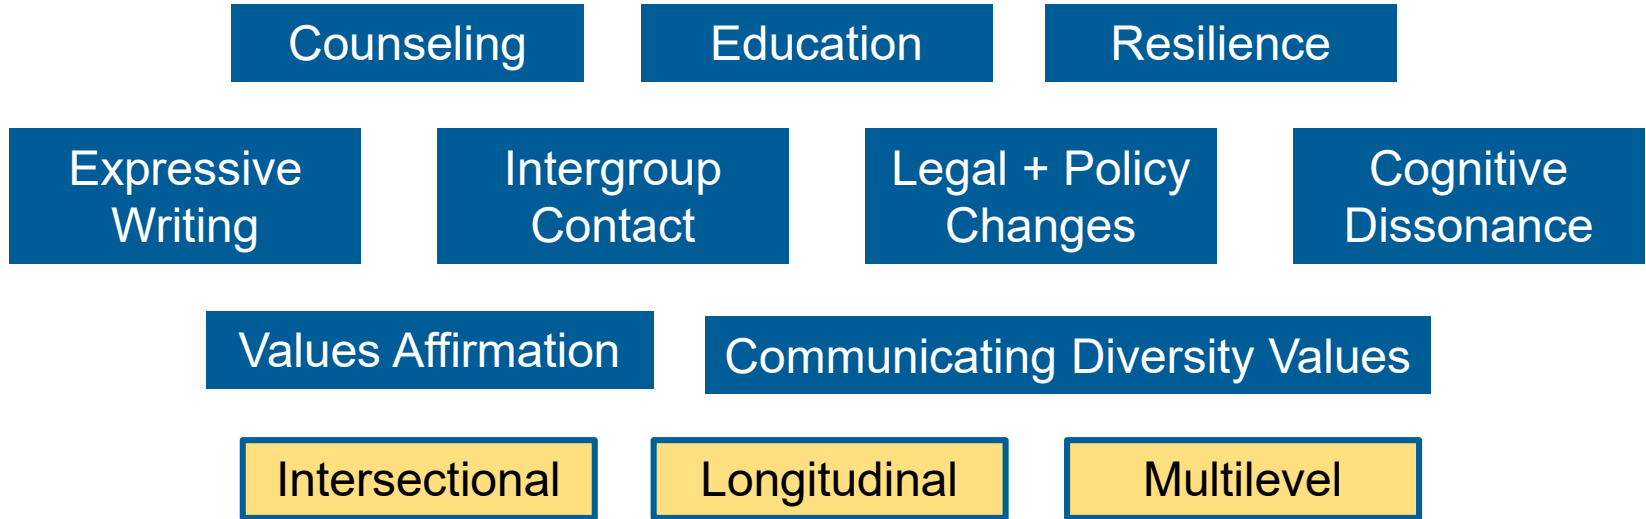 Counseling
Education
Resilience
Expressive
Writing
Intergroup
Contact
Legal + Policy
Changes
Cognitive
Dissonance
Values Affirmation
Communicating Diversity Values
Intersectional
Longitudinal
Multilevel